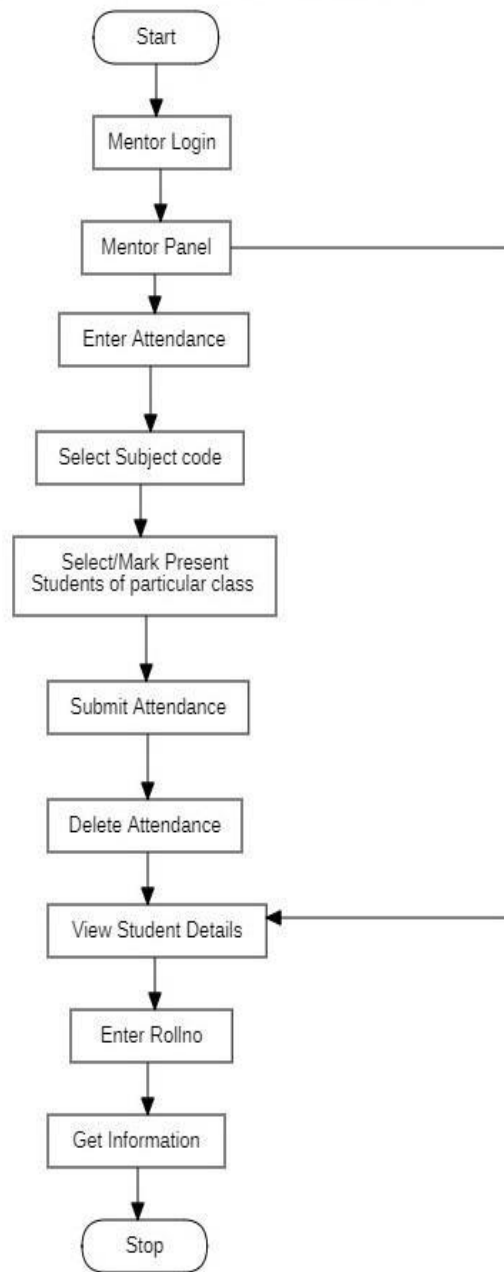 Start
Mentor Login
Mentor Panel
Enter Attendance
Select Subject code
Select/Mark Present
Students of particular class
Submit Attendance
Delete Attendance
View Student Details
Enter Rollno
Get Information
Stop